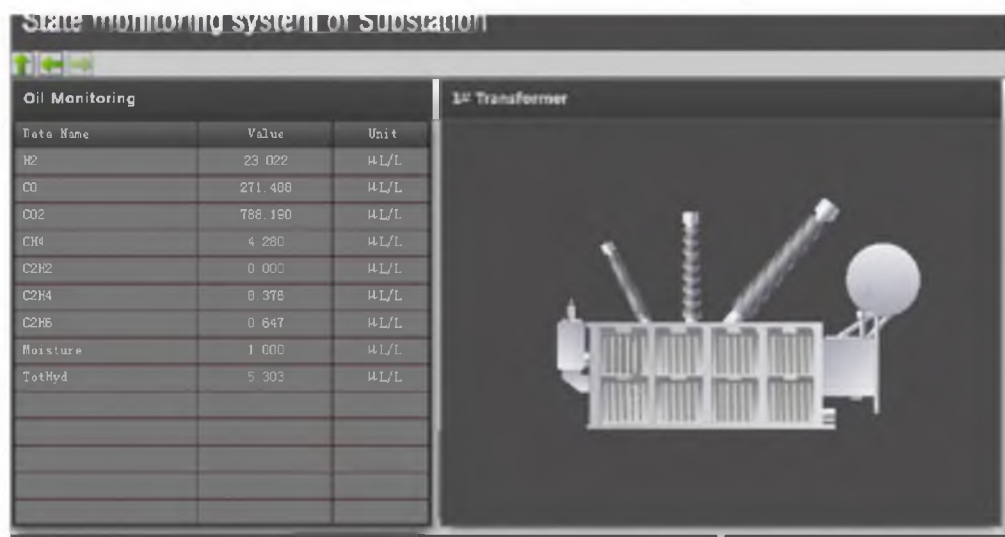 State monitoring system of Substation
Oil Monitoring
1st Transformer
Data Name Value Unit
H2 23.022 μL/L
CO 271.408 μL/L
CO2 788.190 μL/L
CH4 4.280 μL/L
C2H2 0.000 μL/L
C2H4 0.376 μL/L
C2H6 0.647 μL/L
Moisture 1.000 μL/L
TotHyd 5.303 μL/L